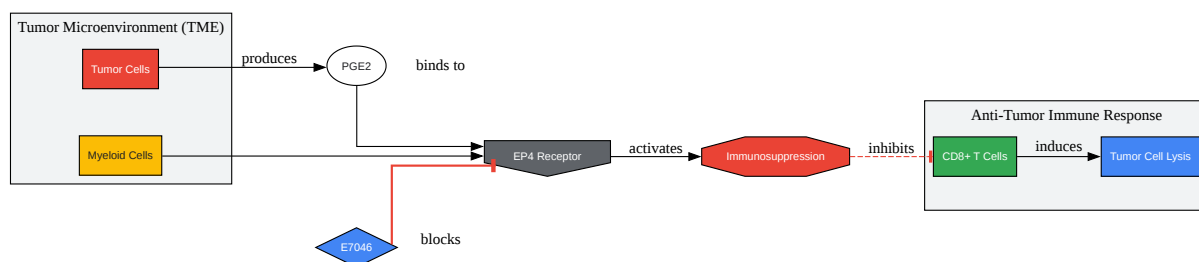 Tumor Microenvironment (TME)
Tumor Cells
produces
PGE2
binds to
Myeloid Cells
EP4 Receptor
activates
Immunosuppression
inhibits
Anti-Tumor Immune Response
CD8+ T Cells
induces
Tumor Cell Lysis
E7046
blocks